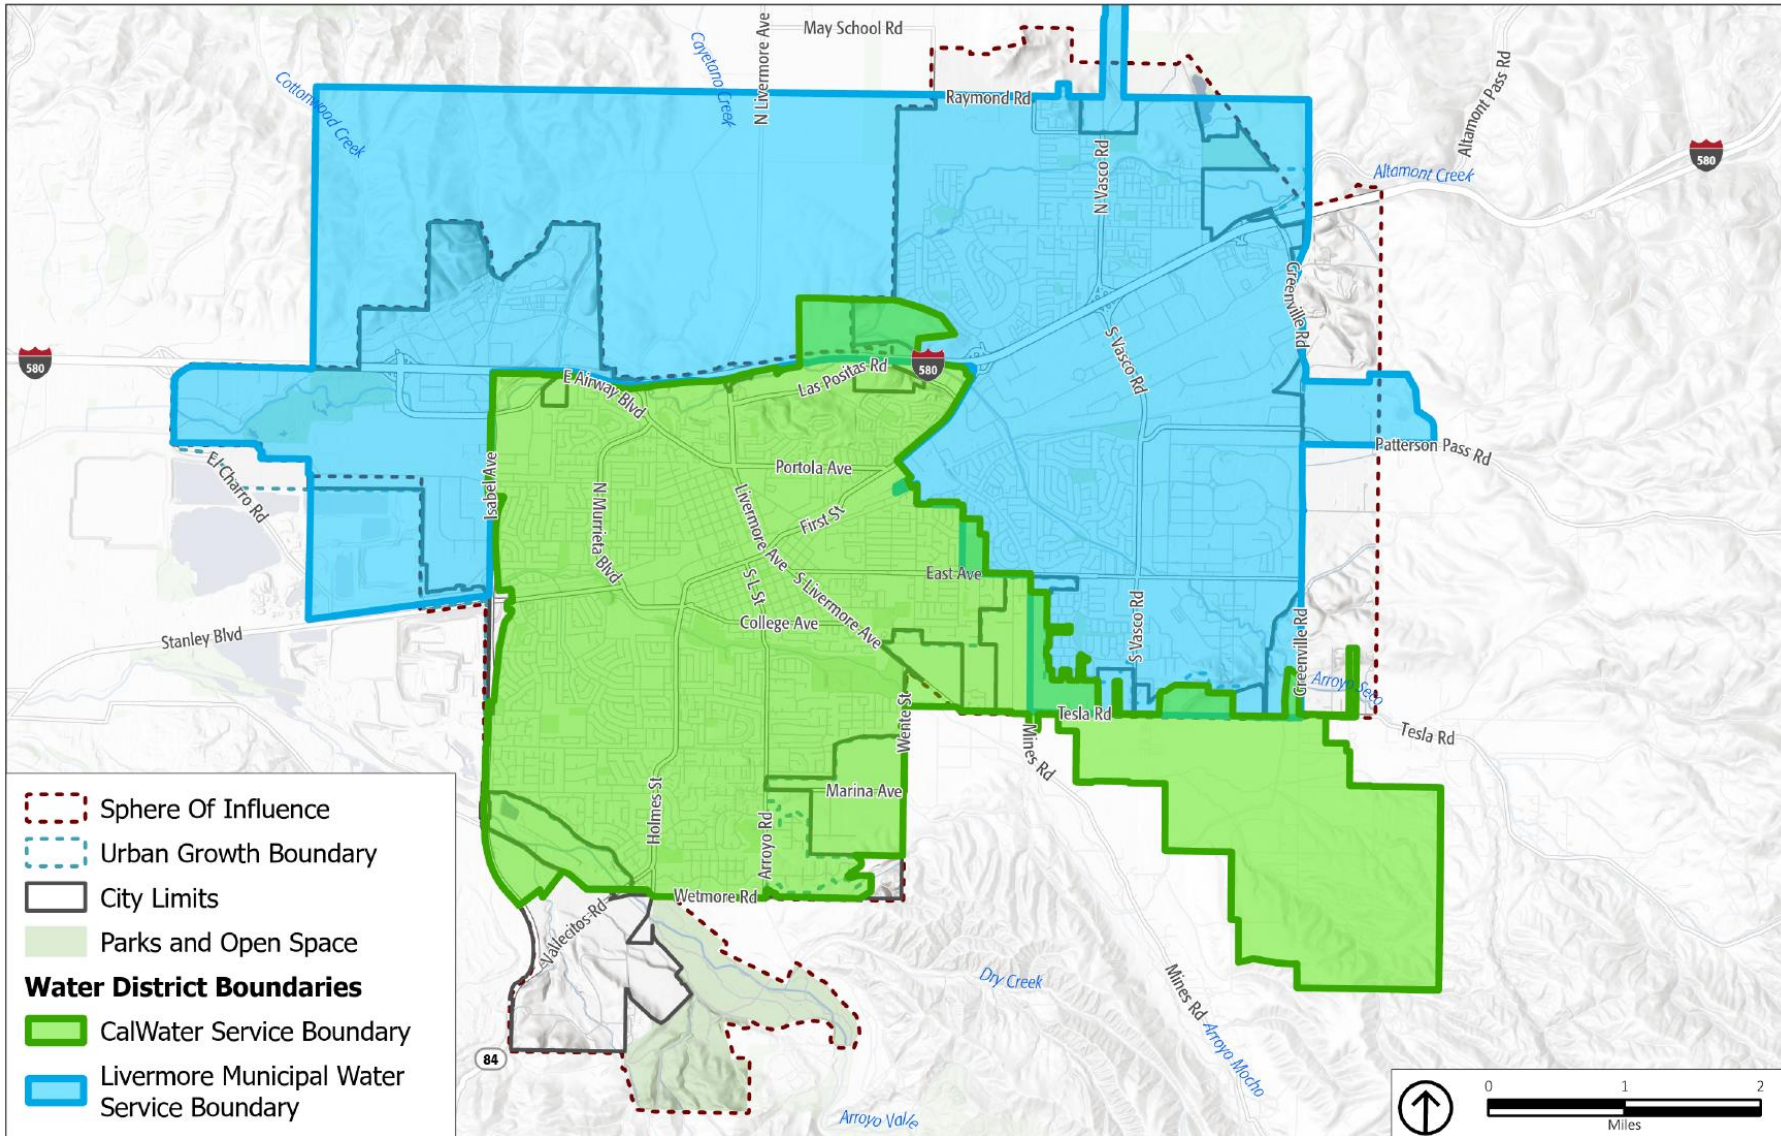 May School Rd
N Livermore Ave
Cayetano Creek
Cottonwood Creek
Raymond Rd
Altamont Pass Rd
580
Altamont Creek
N Vasco Rd
Greenville Rd
580
S Vasco Rd
Las Positas Rd
580
E Airway Blvd
Patterson Pass Rd
El Charro Rd
Isabel Ave
Portola Ave
N Murrieta Blvd
Livermore Ave
First St
East Ave
S L St
S Livermore Ave
College Ave
Stanley Blvd
S Vasco Rd
Greenville Rd
Arroyo Seco
Tesla Rd
Tesla Rd
Wente St
Mines Rd
Holmes St
Marina Ave
Arroyo Rd
Wetmore Rd
Vallecitos Rd
Dry Creek
Mines Rd
Arroyo Mocho
84
Arroyo Valle
Sphere Of Influence
Urban Growth Boundary
City Limits
Parks and Open Space
Water District Boundaries
CalWater Service Boundary
Livermore Municipal Water
Service Boundary
0 1 2
Miles